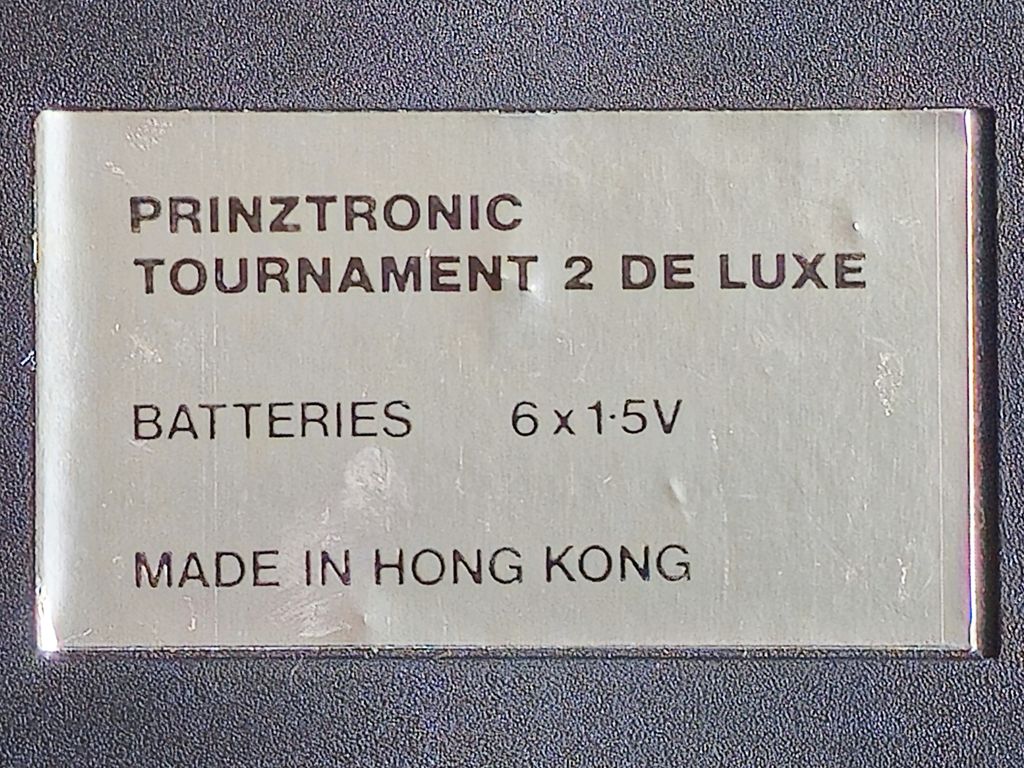 PRINZTRONIC
TOURNAMENT 2 DE LUXE
BATTERIES 6 x 1·5V
MADE IN HONG KONG